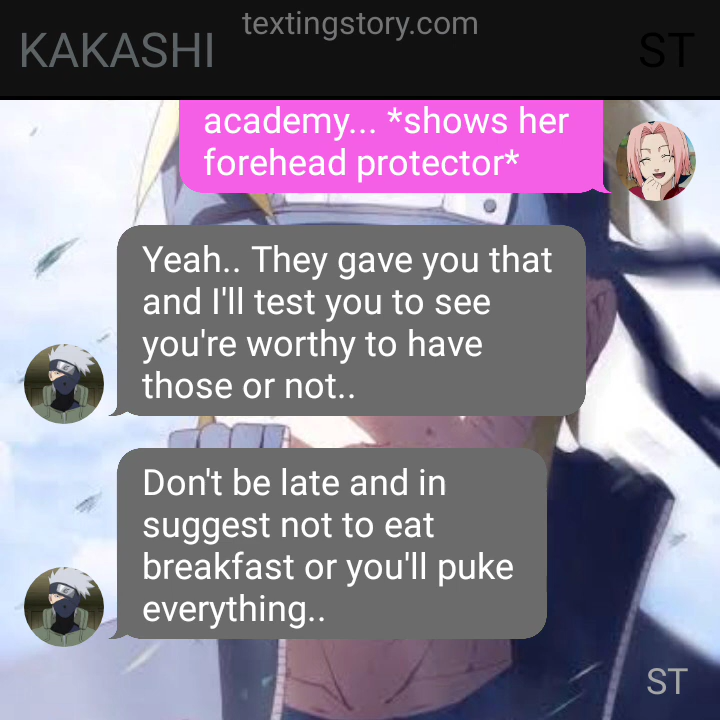 textingstory.com
KAKASHI
ST
academy... *shows her
forehead protector*
Yeah.. They gave you that
and I'll test you to see
you're worthy to have
those or not..
Don't be late and in
suggest not to eat
breakfast or you'll puke
everything..
ST